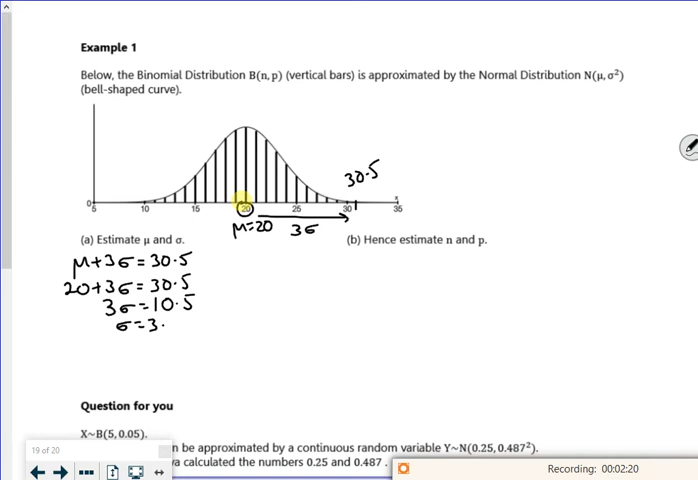 Example 1
Below, the Binomial Distribution B(n, p) (vertical bars) is approximated by the Normal Distribution N(μ, σ²)
(bell-shaped curve).
30.5
0
5 10 15 20 25 30 35
x
μ=20 3σ
(a) Estimate μ and σ. (b) Hence estimate n and p.
μ+3σ=30.5
20+3σ=30.5
3σ=10.5
σ=3.
Question for you
X~B(5, 0.05).
n be approximated by a continuous random variable Y~N(0.25, 0.487²).
va calculated the numbers 0.25 and 0.487 .
19 of 20
Recording: 00:02:20